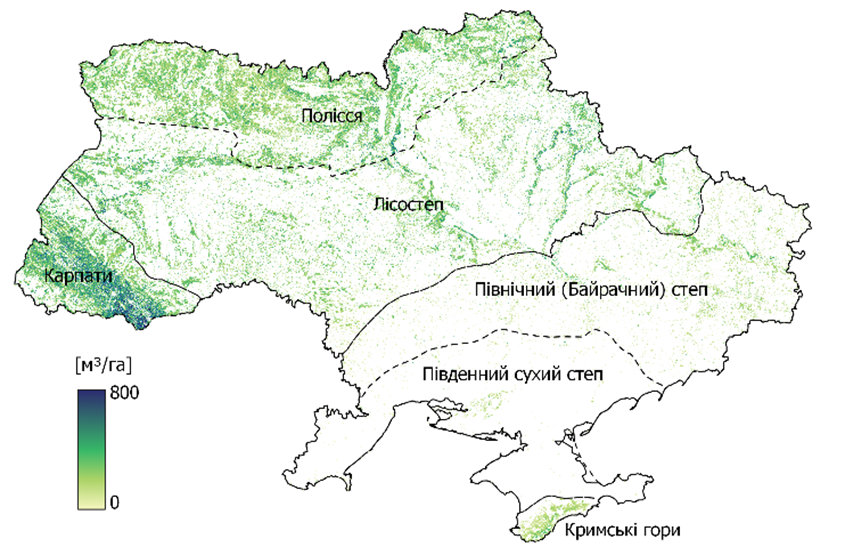 Полісся
Лісостеп
Карпати
Північний (Байрачний) степ
[м³/га]
Південний сухий степ
800
0
Кримські гори